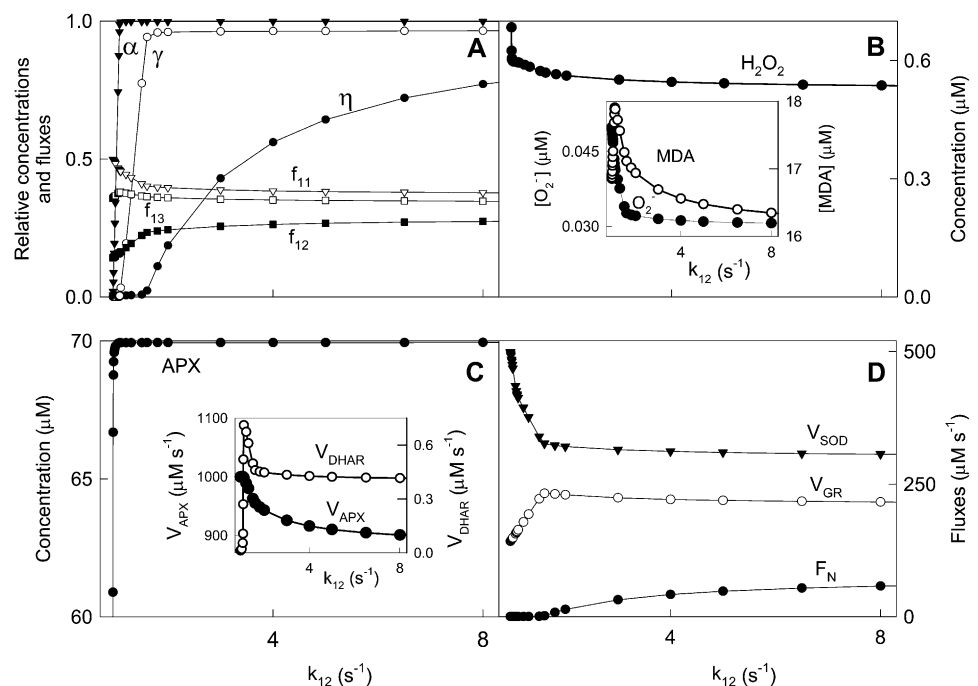 Relative concentrations
and fluxes
1.0
0.5
0.0
A
α
γ
η
f11
f13
f12
4
8
k12 (s-1)
B
H2O2
0.6
0.3
0.0
Concentration (μM)
[O2-] (μM)
0.045
0.030
MDA
O2-
18
17
16
[MDA] (μM)
4
8
k12 (s-1)
Concentration (μM)
70
65
60
APX
C
VAPX (μM s-1)
1100
1000
900
VDHAR
VAPX
0.6
0.3
0.0
VDHAR (μM s-1)
4
8
k12 (s-1)
4
8
k12 (s-1)
D
VSOD
VGR
FN
500
250
0
Fluxes (μM s-1)
4
8
k12 (s-1)